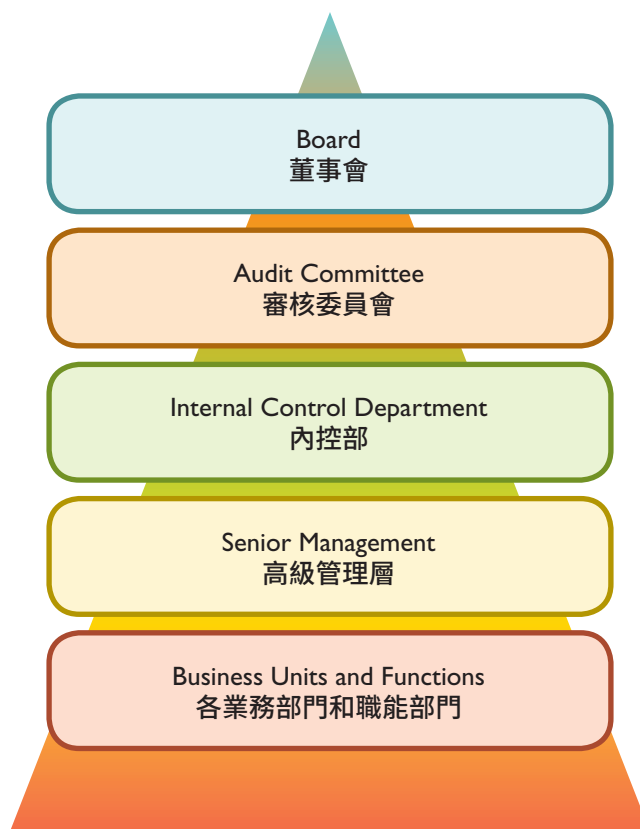 Board
董事會
Audit Committee
審核委員會
Internal Control Department
內控部
Senior Management
高級管理層
Business Units and Functions
各業務部門和職能部門